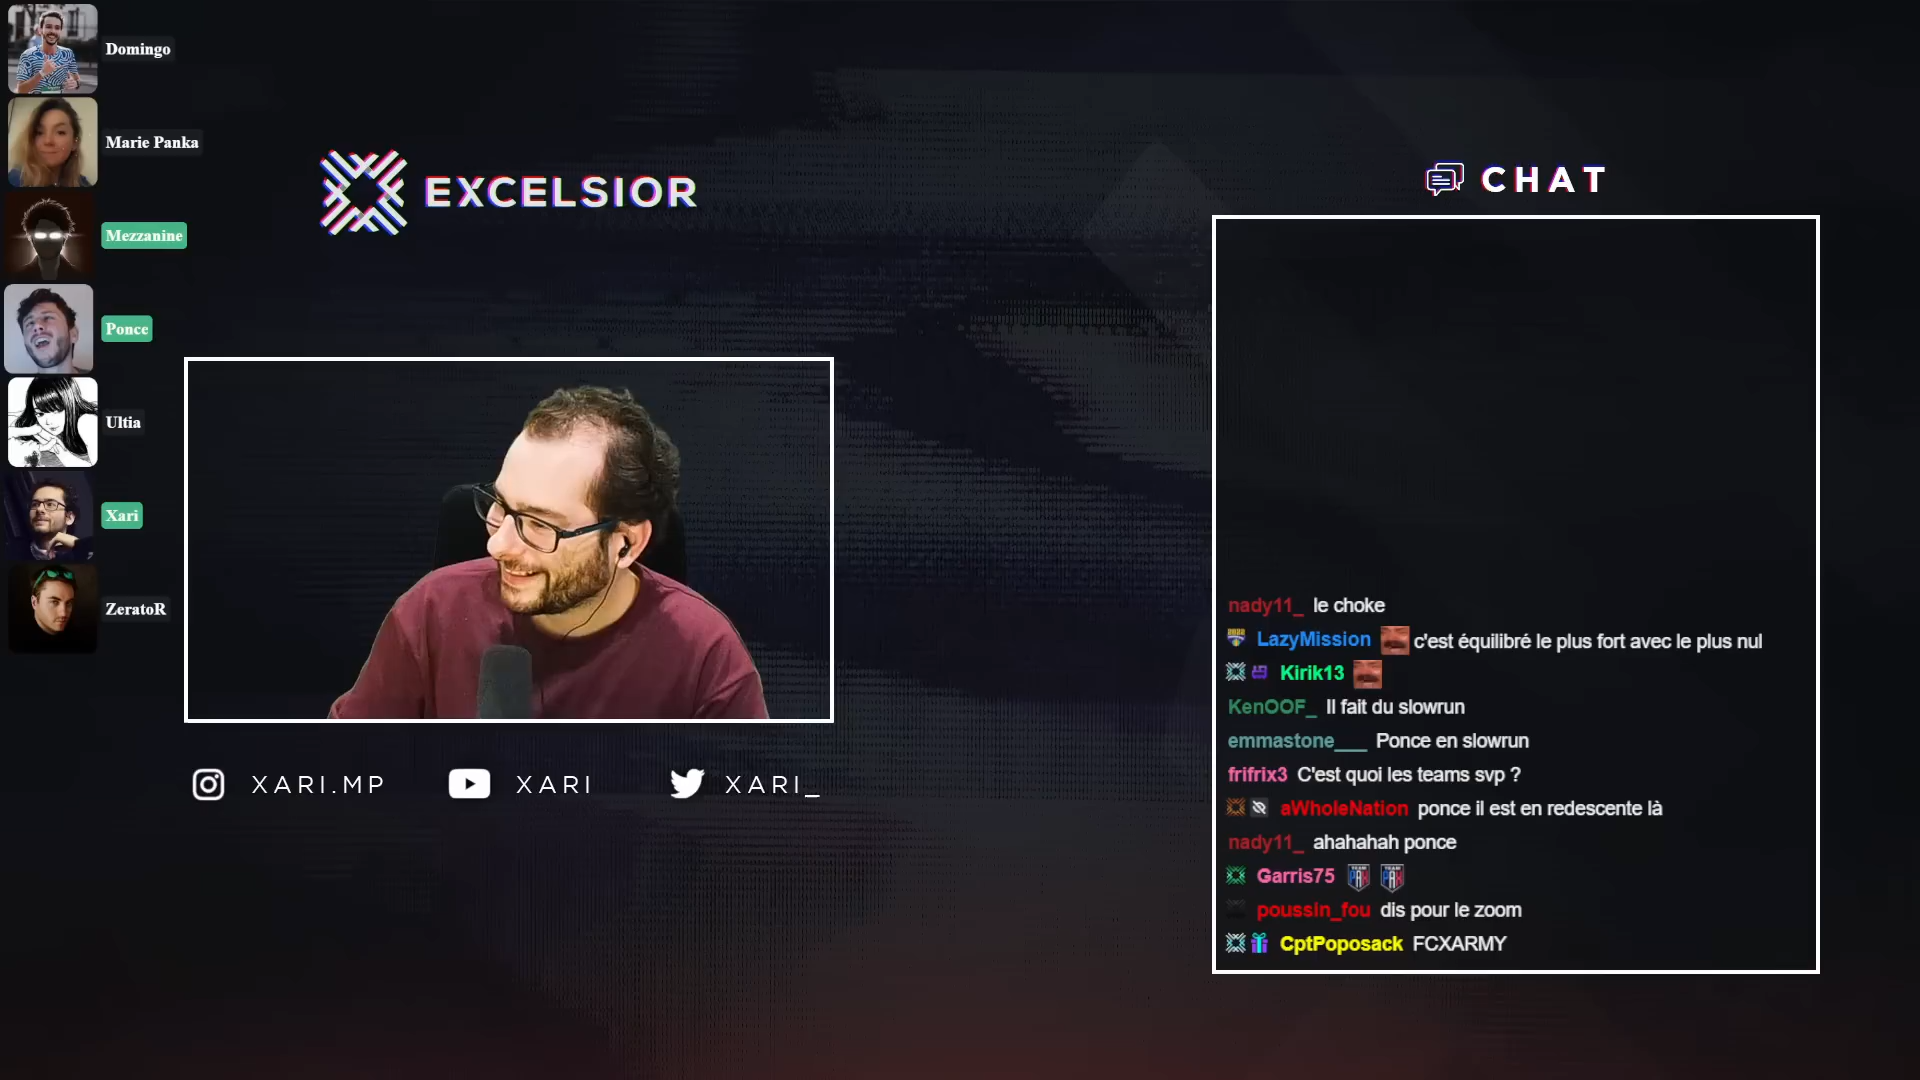 Domingo
Marie Panka
Mezzanine
Ponce
Ultia
Xari
ZeratoR
EXCELSIOR
XARI.MP
XARI
XARI_
CHAT
nady11_ le choke
LazyMission c'est équilibré le plus fort avec le plus nul
Kirik13
KenOOF_ Il fait du slowrun
emmastone___ Ponce en slowrun
frifrix3 C'est quoi les teams svp ?
aWholeNation ponce il est en redescente là
nady11_ ahahahah ponce
Garris75
poussin_fou dis pour le zoom
CptPoposack FCXARMY